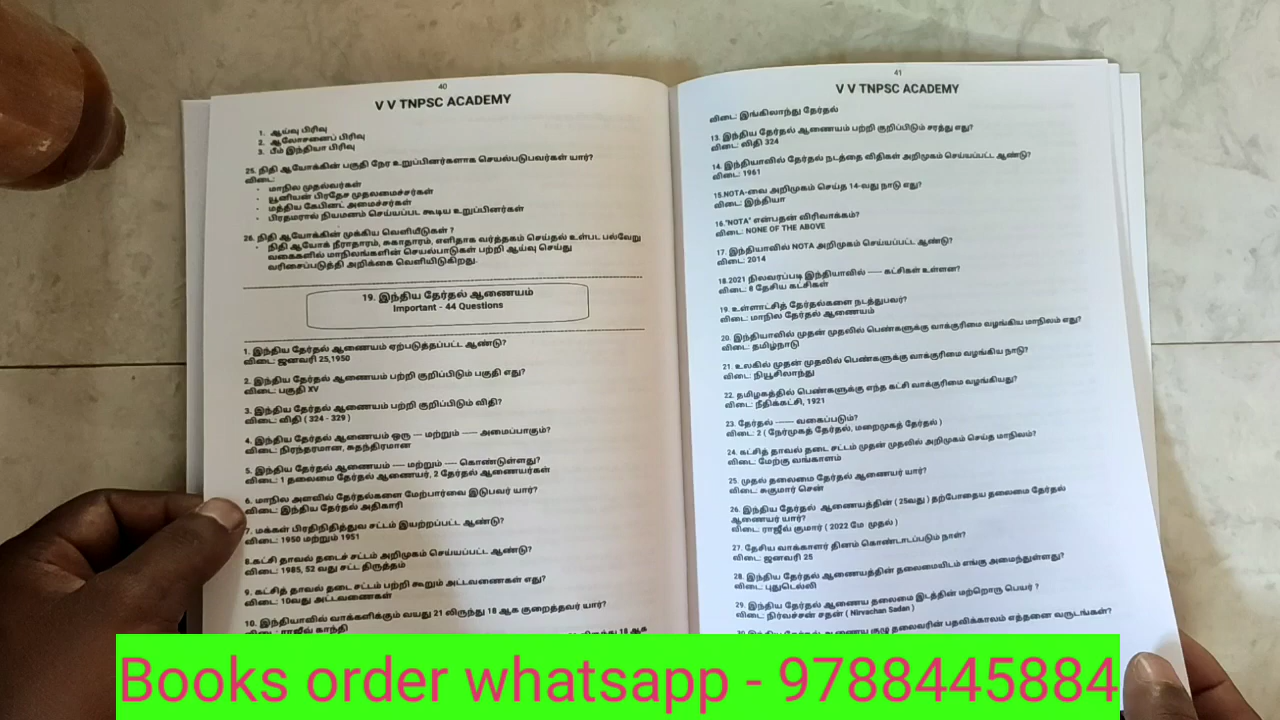 40
V V TNPSC ACADEMY
1. ஆய்வு பிரிவு
2. ஆலோசனைப் பிரிவு
3. டீம் இந்தியா பிரிவு
25. நிதி ஆயோக்கின் பகுதி நேர உறுப்பினர்களாக செயல்படுபவர்கள் யார்?
விடை:
• மாநில முதல்வர்கள்
• யூனியன் பிரதேச முதலமைச்சர்கள்
• மத்திய கேபினட் அமைச்சர்கள்
• பிரதமரால் நியமனம் செய்யப்பட கூடிய உறுப்பினர்கள்
26. நிதி ஆயோக்கின் முக்கிய வெளியீடுகள் ?
• நிதி ஆயோக் நீராதாரம், சுகாதாரம், எளிதாக வர்த்தகம் செய்தல் உள்பட பல்வேறு
வகைகளில் மாநிலங்களின் செயல்பாடுகள் பற்றி ஆய்வு செய்து
வரிசைப்படுத்தி அறிக்கை வெளியிடுகிறது.
19. இந்திய தேர்தல் ஆணையம்
Important - 44 Questions
1. இந்திய தேர்தல் ஆணையம் ஏற்படுத்தப்பட்ட ஆண்டு?
விடை: ஜனவரி 25,1950
2. இந்திய தேர்தல் ஆணையம் பற்றி குறிப்பிடும் பகுதி எது?
விடை: பகுதி XV
3. இந்திய தேர்தல் ஆணையம் பற்றி குறிப்பிடும் விதி?
விடை: விதி ( 324 - 329 )
4. இந்திய தேர்தல் ஆணையம் ஒரு --- மற்றும் ----- அமைப்பாகும்?
விடை: நிரந்தரமான, சுதந்திரமான
5. இந்திய தேர்தல் ஆணையம் ---- மற்றும் ---- கொண்டுள்ளது?
விடை: 1 தலைமை தேர்தல் ஆணையர், 2 தேர்தல் ஆணையர்கள்
6. மாநில அளவில் தேர்தல்களை மேற்பார்வை இடுபவர் யார்?
விடை: இந்திய தேர்தல் அதிகாரி
7. மக்கள் பிரதிநிதித்துவ சட்டம் இயற்றப்பட்ட ஆண்டு?
விடை: 1950 மற்றும் 1951
8.கட்சி தாவல் தடைச் சட்டம் அறிமுகம் செய்யப்பட்ட ஆண்டு?
விடை: 1985, 52 வது சட்ட திருத்தம்
9. கட்சித் தாவல் தடை சட்டம் பற்றி கூறும் அட்டவணைகள் எது?
விடை: 10வது அட்டவணைகள்
10. இந்தியாவில் வாக்களிக்கும் வயது 21 லிருந்து 18 ஆக குறைத்தவர் யார்?
விடை: ராஜீவ் காந்தி
41
V V TNPSC ACADEMY
விடை: இங்கிலாந்து தேர்தல்
13. இந்திய தேர்தல் ஆணையம் பற்றி குறிப்பிடும் சரத்து எது?
விடை: விதி 324
14. இந்தியாவில் தேர்தல் நடத்தை விதிகள் அறிமுகம் செய்யப்பட்ட ஆண்டு?
விடை: 1961
15.NOTA-வை அறிமுகம் செய்த 14-வது நாடு எது?
விடை: இந்தியா
16."NOTA" என்பதன் விரிவாக்கம்?
விடை: NONE OF THE ABOVE
17. இந்தியாவில் NOTA அறிமுகம் செய்யப்பட்ட ஆண்டு?
விடை: 2014
18.2021 நிலவரப்படி இந்தியாவில் ----- கட்சிகள் உள்ளன?
விடை: 8 தேசிய கட்சிகள்
19. உள்ளாட்சித் தேர்தல்களை நடத்துபவர்?
விடை: மாநில தேர்தல் ஆணையம்
20. இந்தியாவில் முதன் முதலில் பெண்களுக்கு வாக்குரிமை வழங்கிய மாநிலம் எது?
விடை: தமிழ்நாடு
21. உலகில் முதன் முதலில் பெண்களுக்கு வாக்குரிமை வழங்கிய நாடு?
விடை: நியூசிலாந்து
22. தமிழகத்தில் பெண்களுக்கு எந்த கட்சி வாக்குரிமை வழங்கியது?
விடை: நீதிக்கட்சி, 1921
23. தேர்தல் ------ வகைப்படும்?
விடை: 2 ( நேர்முகத் தேர்தல், மறைமுகத் தேர்தல் )
24. கட்சித் தாவல் தடை சட்டம் முதன் முதலில் அறிமுகம் செய்த மாநிலம்?
விடை: மேற்கு வங்காளம்
25. முதல் தலைமை தேர்தல் ஆணையர் யார்?
விடை: சுகுமார் சென்
26. இந்திய தேர்தல் ஆணையத்தின் ( 25வது ) தற்போதைய தலைமை தேர்தல்
ஆணையர் யார்?
விடை: ராஜீவ் குமார் ( 2022 மே முதல் )
27. தேசிய வாக்காளர் தினம் கொண்டாடப்படும் நாள்?
விடை: ஜனவரி 25
28. இந்திய தேர்தல் ஆணையத்தின் தலைமையிடம் எங்கு அமைந்துள்ளது?
விடை: புதுடெல்லி
29. இந்திய தேர்தல் ஆணைய தலைமை இடத்தின் மற்றொரு பெயர் ?
விடை: நிர்வச்சன் சதன் ( Nirvachan Sadan )
30 இந்திய தேர்தல் ஆணைய குழு தலைவரின் பதவிக்காலம் எத்தனை வருடங்கள்?
Books order whatsapp - 9788445884